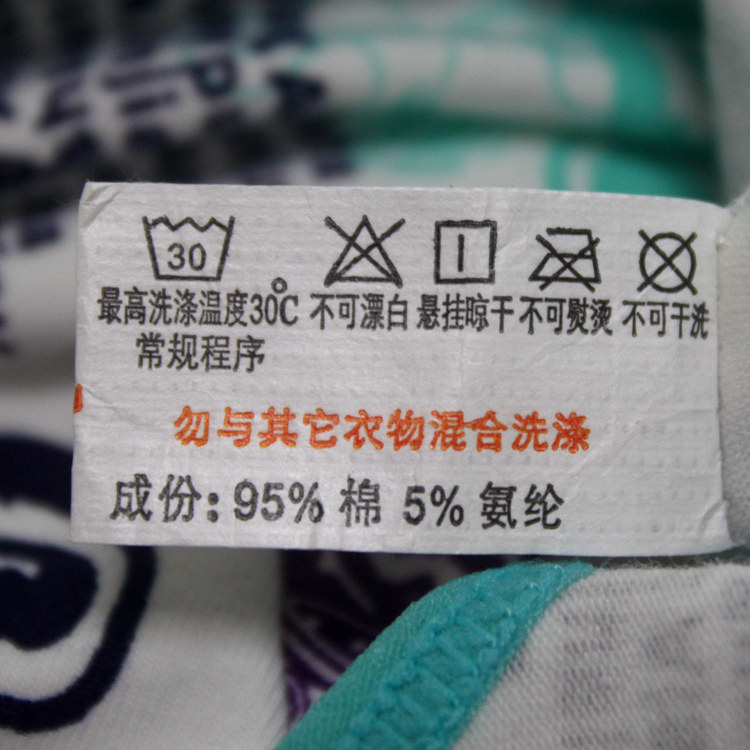 30
最高洗涤温度30℃ 不可漂白 悬挂晾干 不可熨烫 不可干洗
常规程序
勿与其它衣物混合洗涤
成份: 95% 棉 5% 氨纶